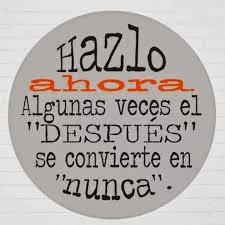 Hazlo
ahora.
Algunas veces el
"DESPUÉS"
se convierte en
"nunca".